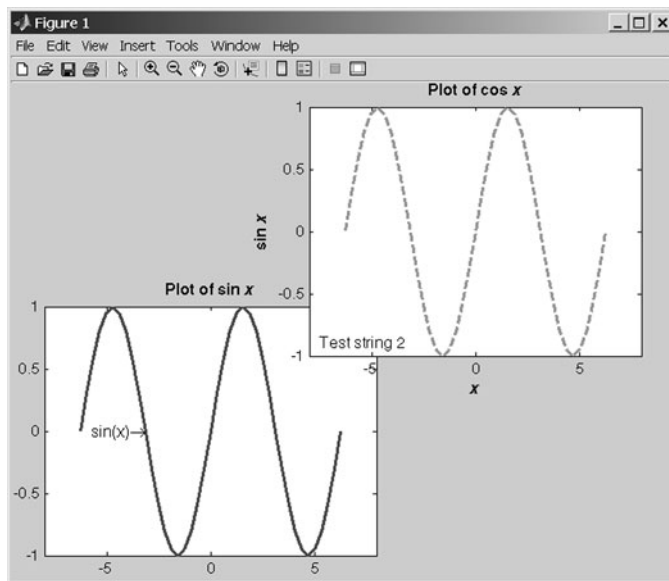 Figure 1
File Edit View Insert Tools Window Help
Plot of cos x
1
0.5
0
-0.5
-1
sin x
Test string 2
-5 0 5
x
Plot of sin x
1
0.5
0
-0.5
-1
sin(x)
-5 0 5